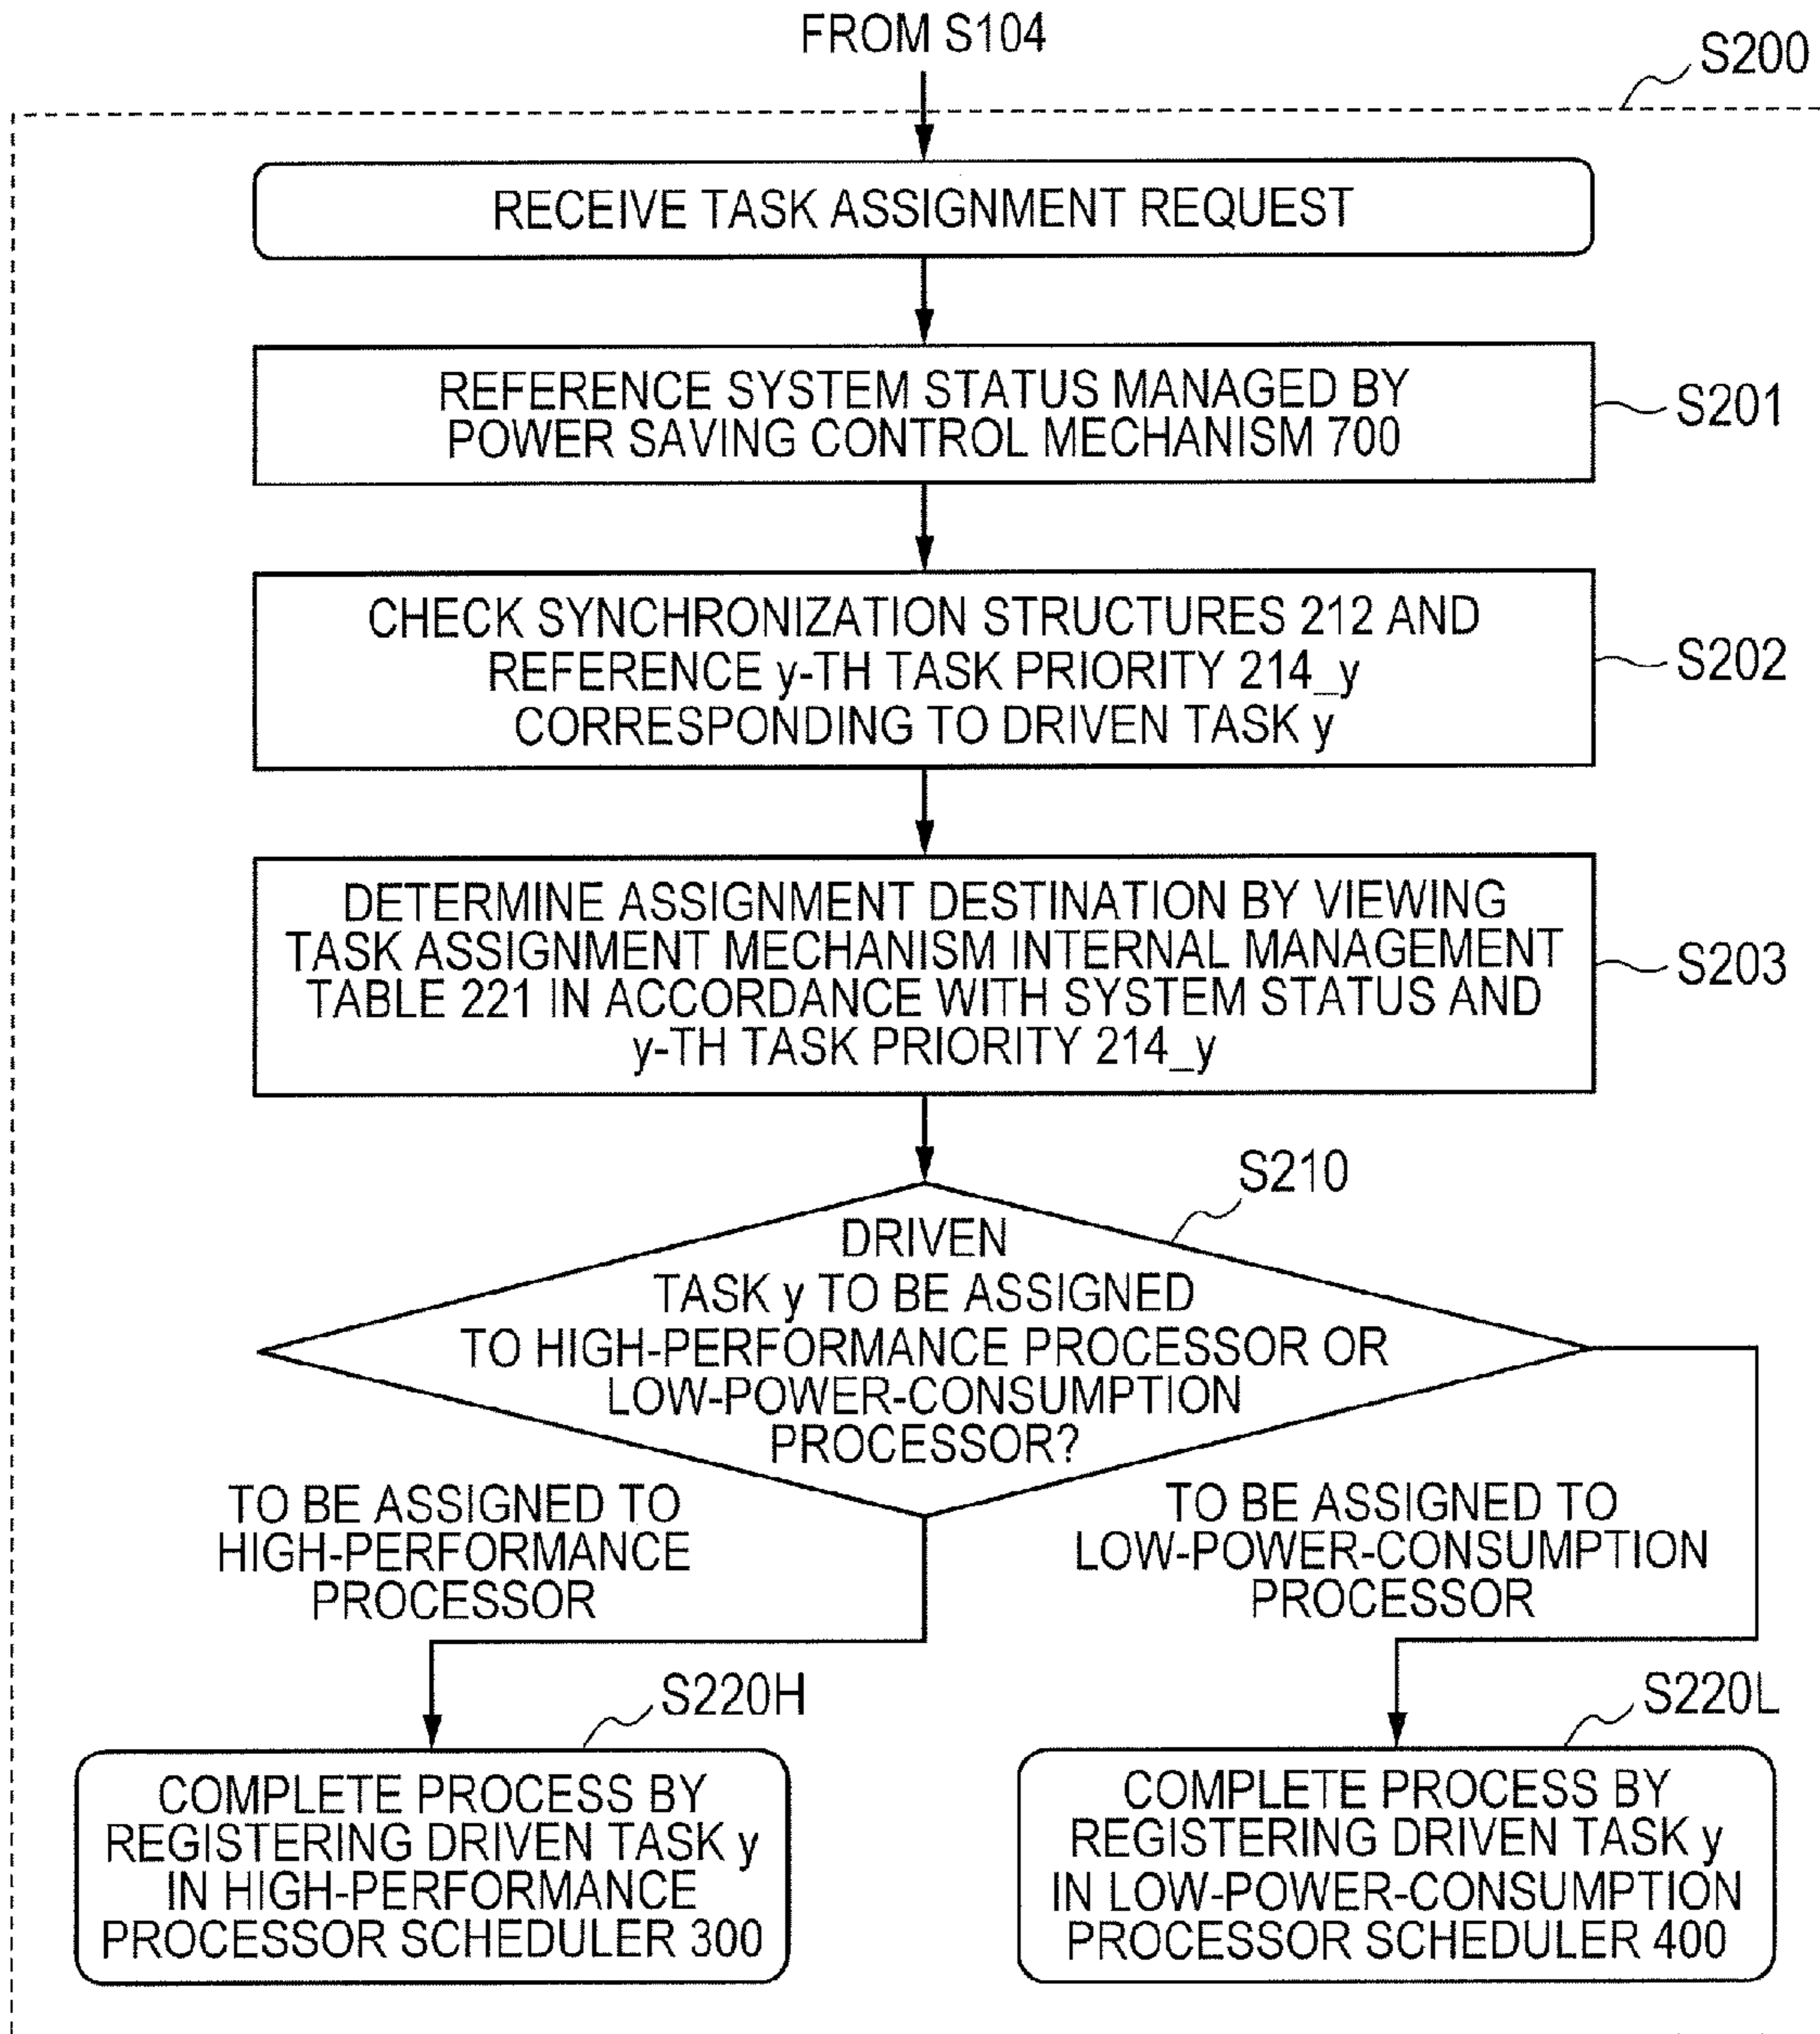 FROM S104
S200
RECEIVE TASK ASSIGNMENT REQUEST
REFERENCE SYSTEM STATUS MANAGED BY
POWER SAVING CONTROL MECHANISM 700
S201
CHECK SYNCHRONIZATION STRUCTURES 212 AND
REFERENCE y-TH TASK PRIORITY 214_y
CORRESPONDING TO DRIVEN TASK y
S202
DETERMINE ASSIGNMENT DESTINATION BY VIEWING
TASK ASSIGNMENT MECHANISM INTERNAL MANAGEMENT
TABLE 221 IN ACCORDANCE WITH SYSTEM STATUS AND
y-TH TASK PRIORITY 214_y
S203
S210
DRIVEN
TASK y TO BE ASSIGNED
TO HIGH-PERFORMANCE PROCESSOR OR
LOW-POWER-CONSUMPTION
PROCESSOR?
TO BE ASSIGNED TO
HIGH-PERFORMANCE
PROCESSOR
TO BE ASSIGNED TO
LOW-POWER-CONSUMPTION
PROCESSOR
S220H
COMPLETE PROCESS BY
REGISTERING DRIVEN TASK y
IN HIGH-PERFORMANCE
PROCESSOR SCHEDULER 300
S220L
COMPLETE PROCESS BY
REGISTERING DRIVEN TASK y
IN LOW-POWER-CONSUMPTION
PROCESSOR SCHEDULER 400